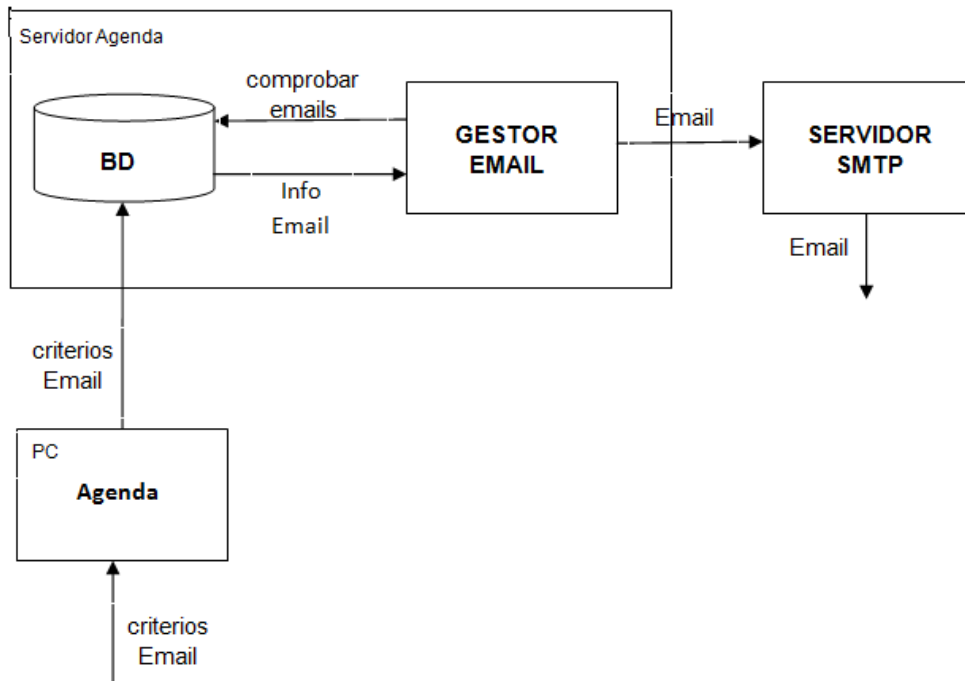 Servidor Agenda
comprobar
emails
BD
GESTOR
EMAIL
Info
Email
Email
SERVIDOR
SMTP
Email
criterios
Email
PC
Agenda
criterios
Email